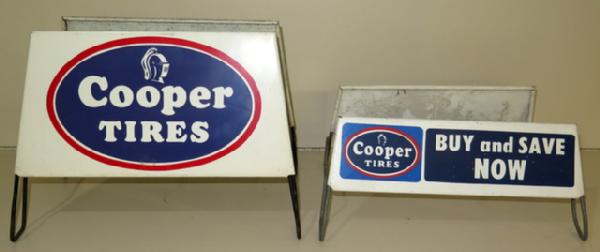 Cooper
TIRES
Cooper
TIRES
BUY and SAVE
NOW